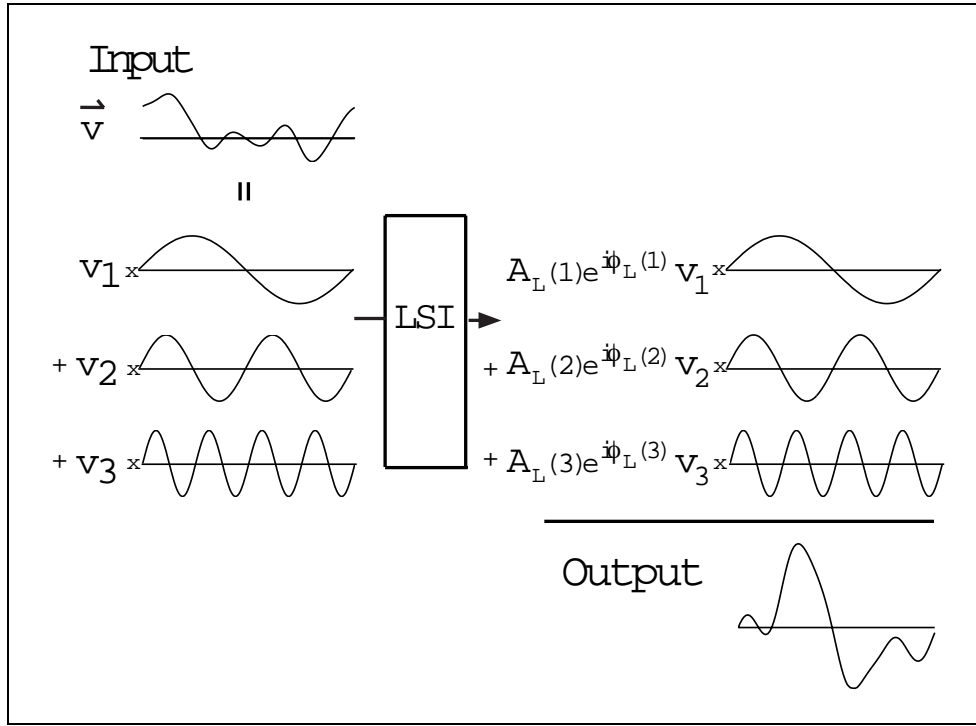 Input
v⃗
=
v₁ x
LSI
A_L(1)e^{iϕ_L(1)} v₁ x
+ v₂ x
+ A_L(2)e^{iϕ_L(2)} v₂ x
+ v₃ x
+ A_L(3)e^{iϕ_L(3)} v₃ x
Output